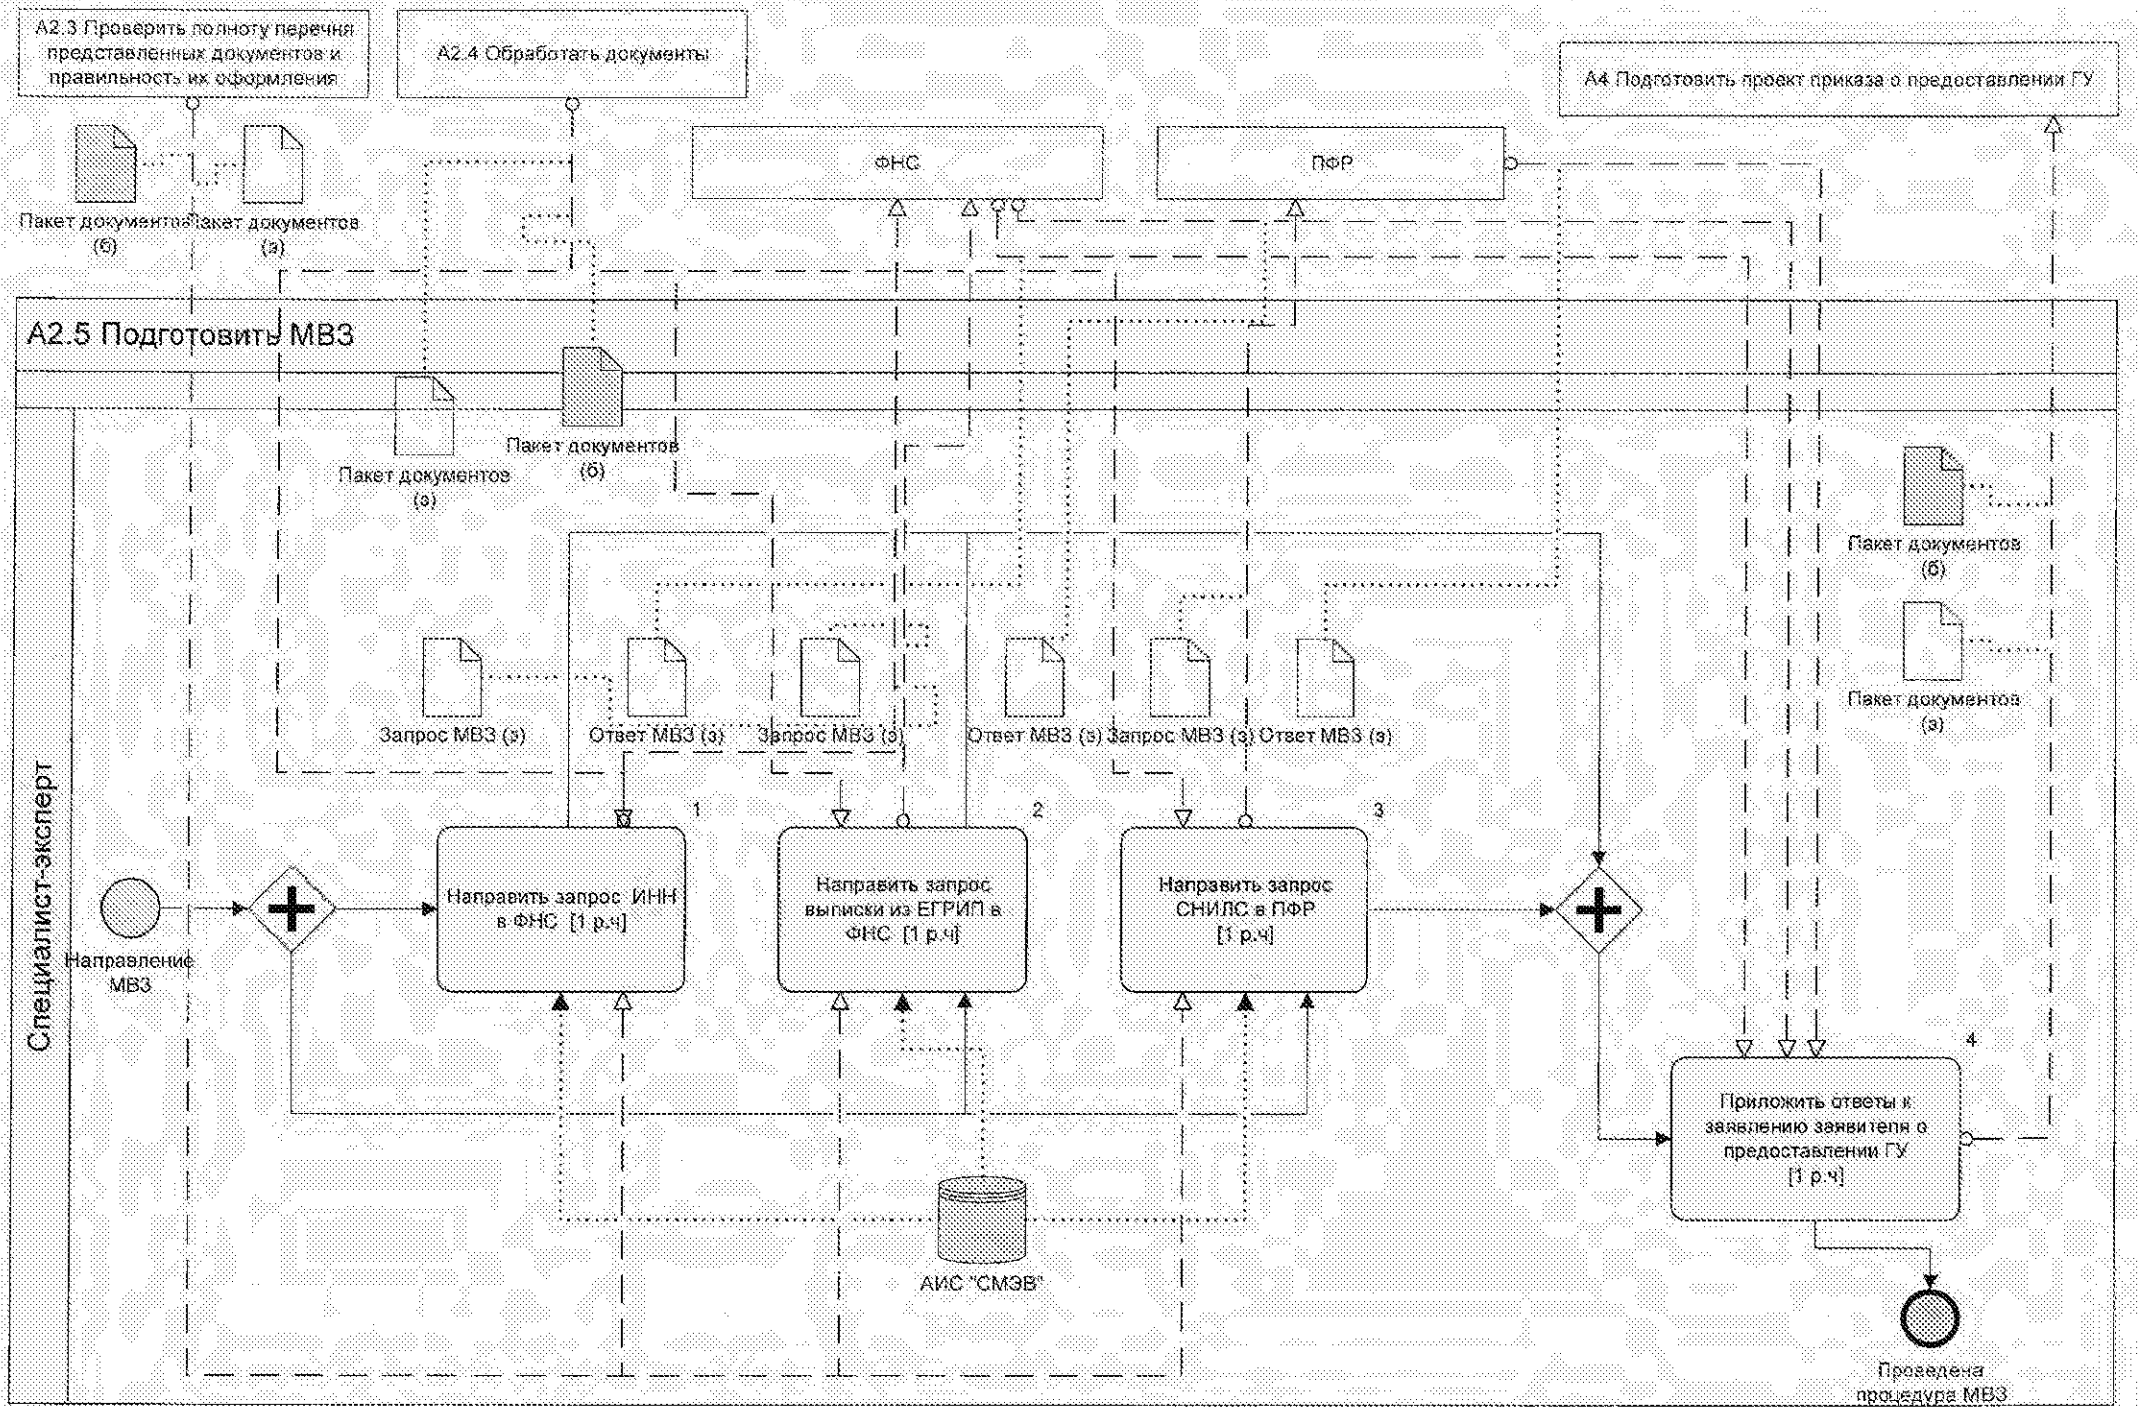 А2.3 Проверить полноту перечня
представленных документов и
правильность их оформления
А2.4 Обработать документы
А4 Подготовить проект приказа о предоставлении ГУ
ФНС
ПФР
Пакет документов
(б)
Пакет документов
(э)
А2.5 Подготовить МВЗ
Пакет документов
(э)
Пакет документов
(б)
Пакет документов
(б)
Пакет документов
(э)
Запрос МВЗ (э)
Ответ МВЗ (э)
Запрос МВЗ (э)
Ответ МВЗ (э)
Запрос МВЗ (э)
Ответ МВЗ (э)
Специалист-эксперт
Направление
МВЗ
1
Направить запрос ИНН
в ФНС [1 р.ч]
2
Направить запрос
выписки из ЕГРИП в
ФНС [1 р.ч]
3
Направить запрос
СНИЛС в ПФР
[1 р.ч]
4
Приложить ответы к
заявлению заявителя о
предоставлении ГУ
[1 р.ч]
АИС "СМЭВ"
Проведена
процедура МВЗ